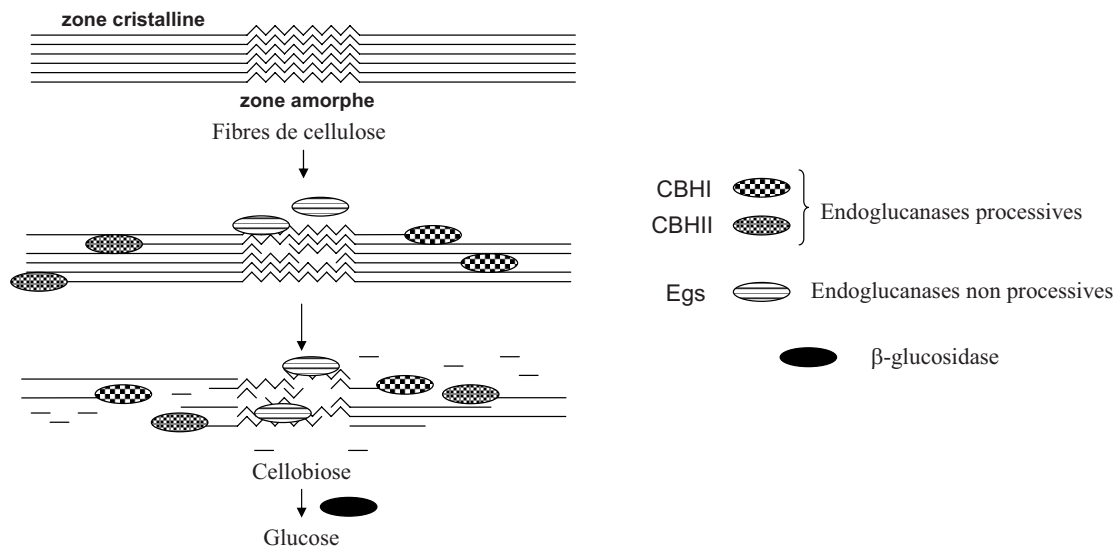 zone cristalline
zone amorphe
Fibres de cellulose
CBHI
CBHII
Endoglucanases processives
Egs
Endoglucanases non processives
β-glucosidase
Cellobiose
Glucose